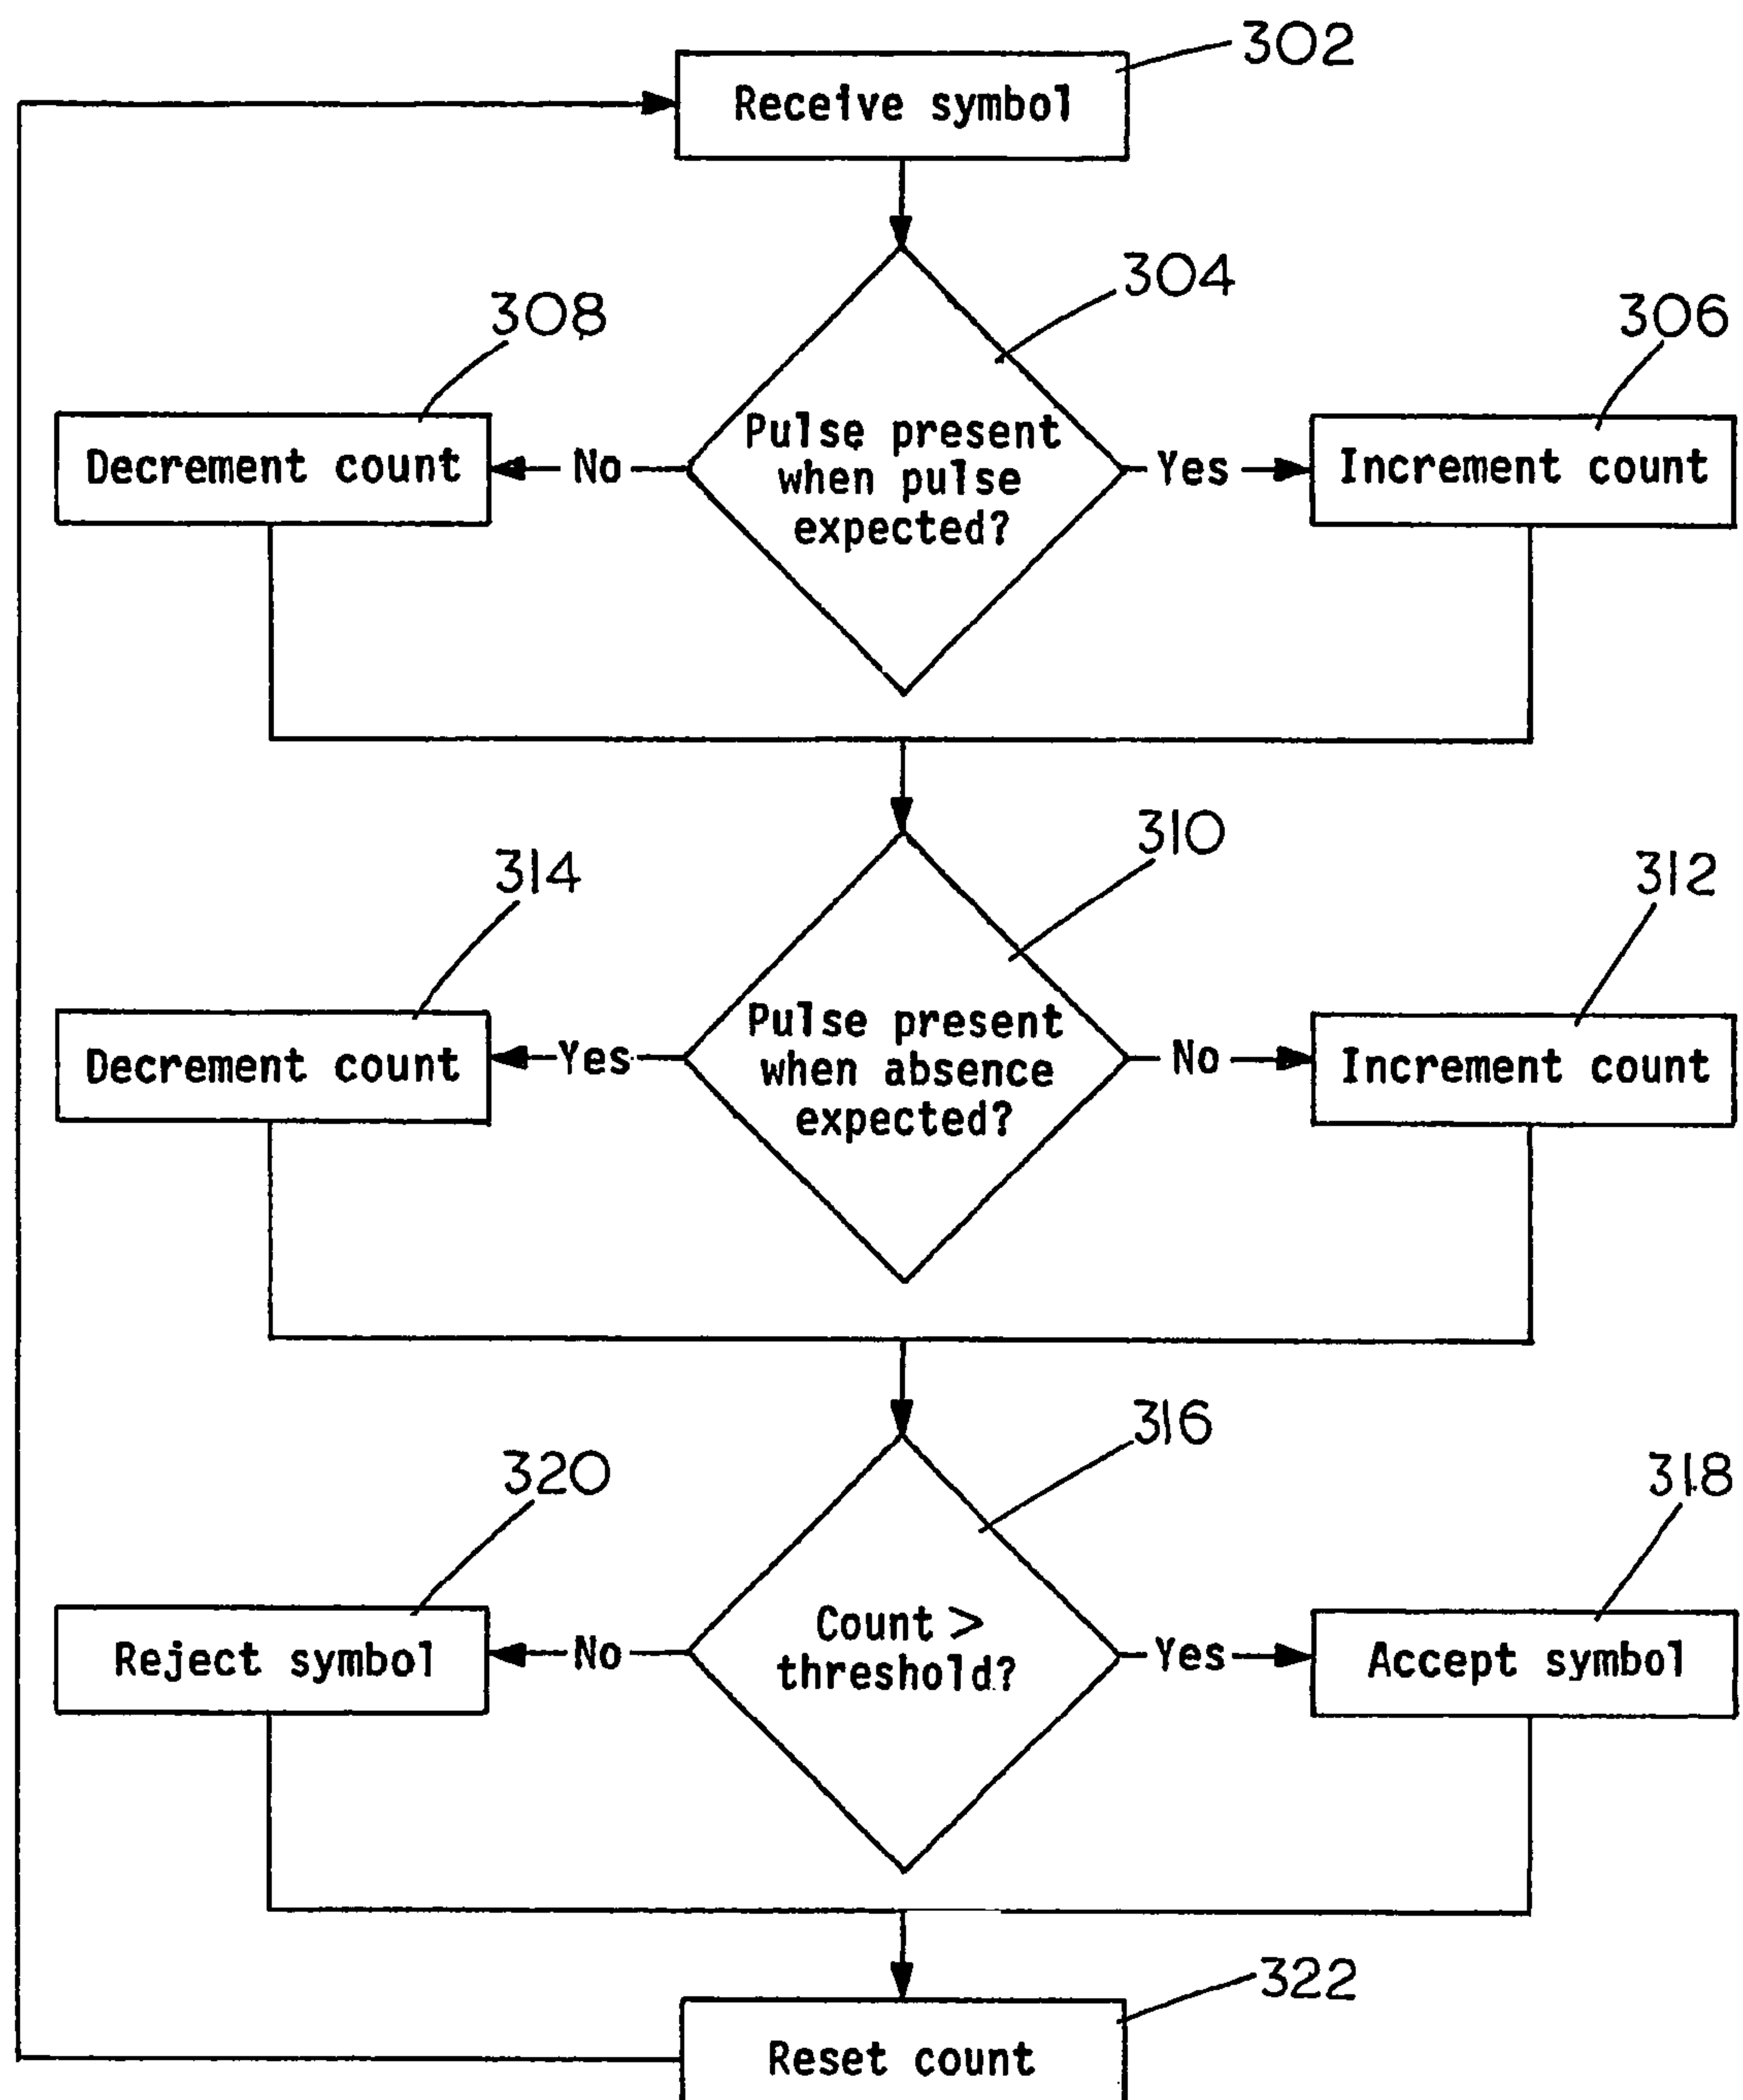 302
Receive symbol
304
308
306
Pulse present
when pulse
expected?
Decrement count
No
Yes
Increment count
310
314
312
Pulse present
when absence
expected?
Decrement count
Yes
No
Increment count
316
320
318
Count >
threshold?
Reject symbol
No
Yes
Accept symbol
322
Reset count